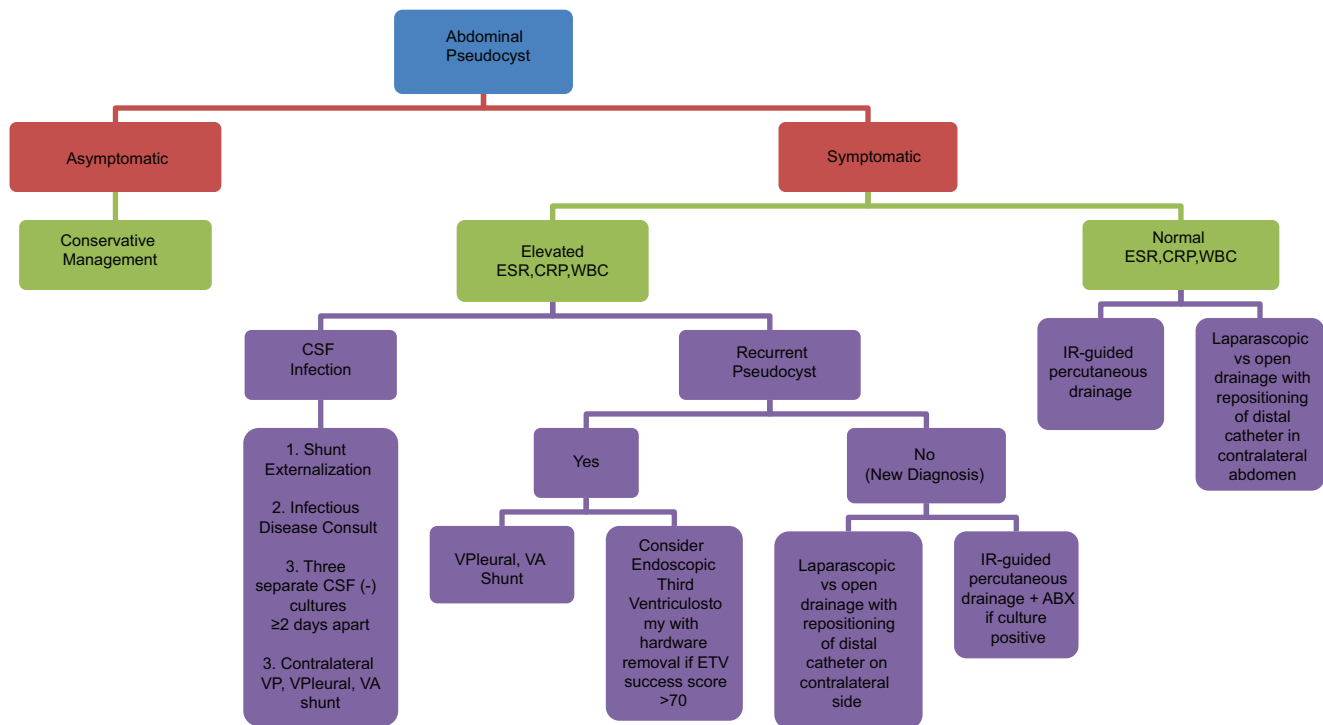 Abdominal
Pseudocyst
Asymptomatic
Symptomatic
Conservative
Management
Elevated
ESR,CRP,WBC
Normal
ESR,CRP,WBC
CSF
Infection
Recurrent
Pseudocyst
IR-guided
percutaneous
drainage
Laparascopic
vs open
drainage with
repositioning
of distal
catheter in
contralateral
abdomen
1. Shunt
Externalization
2. Infectious
Disease Consult
3. Three
separate CSF (-)
cultures
≥2 days apart
3. Contralateral
VP, VPleural, VA
shunt
Yes
No
(New Diagnosis)
VPleural, VA
Shunt
Consider
Endoscopic
Third
Ventriculosto
my with
hardware
removal if ETV
success score
>70
Laparascopic
vs open
drainage with
repositioning
of distal
catheter on
contralateral
side
IR-guided
percutaneous
drainage + ABX
if culture
positive